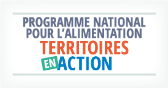 PROGRAMME NATIONAL
POUR L'ALIMENTATION
TERRITOIRES
EN ACTION